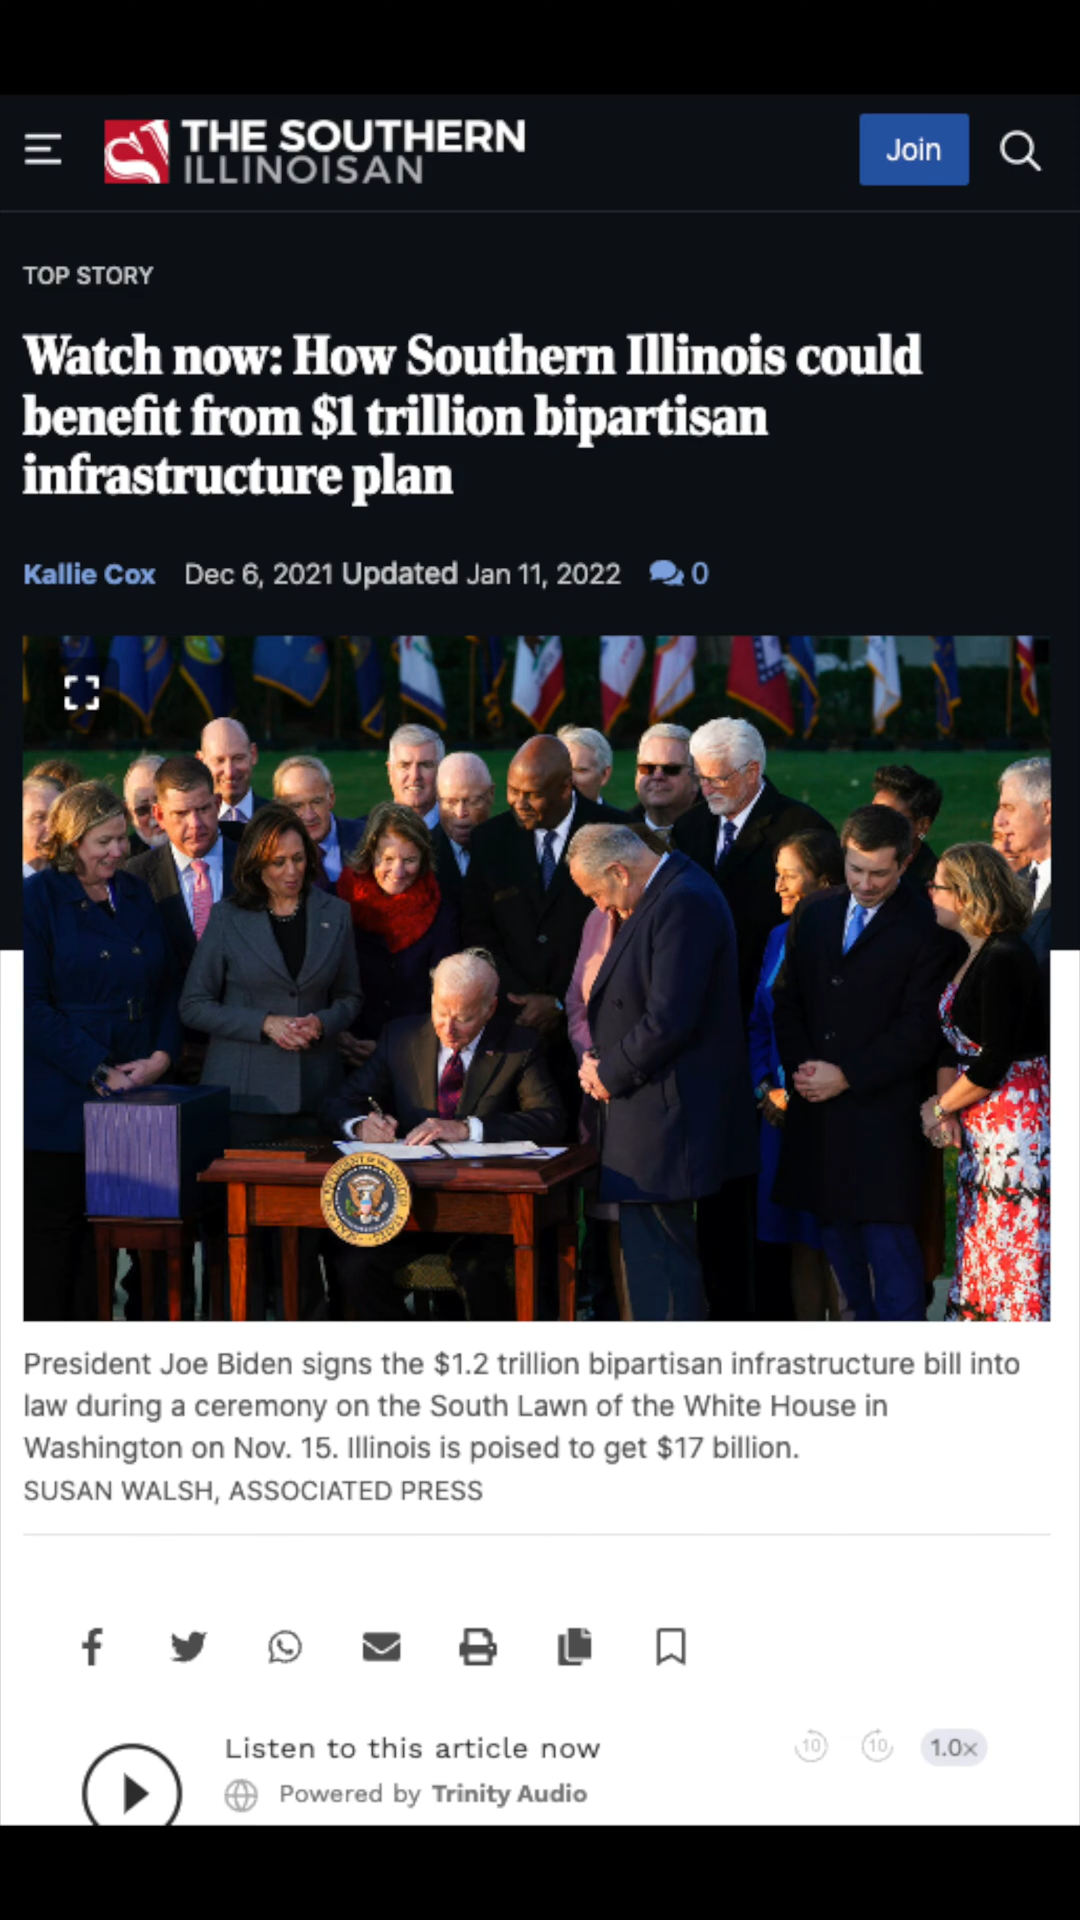 THE SOUTHERN
ILLINOISAN
Join
TOP STORY
Watch now: How Southern Illinois could
benefit from $1 trillion bipartisan
infrastructure plan
Kallie Cox Dec 6, 2021 Updated Jan 11, 2022 0
President Joe Biden signs the $1.2 trillion bipartisan infrastructure bill into
law during a ceremony on the South Lawn of the White House in
Washington on Nov. 15. Illinois is poised to get $17 billion.
SUSAN WALSH, ASSOCIATED PRESS
Listen to this article now
10 10 1.0x
Powered by Trinity Audio